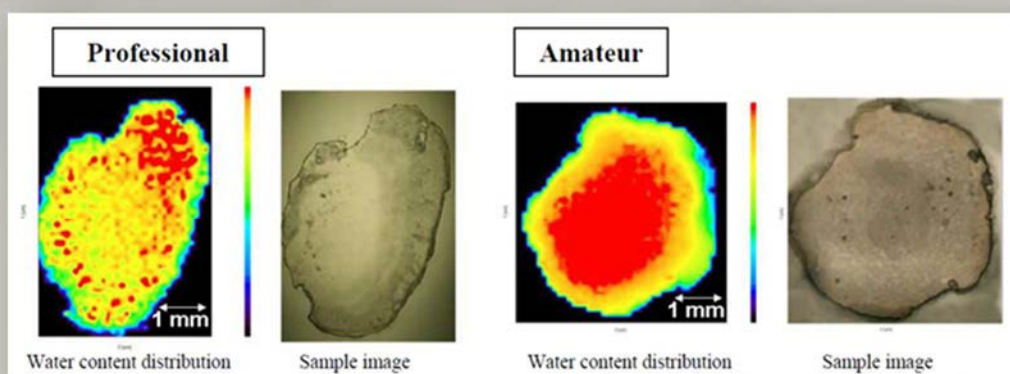 Professional
Amateur
1 mm
1 mm
Water content distribution
Sample image
Water content distribution
Sample image